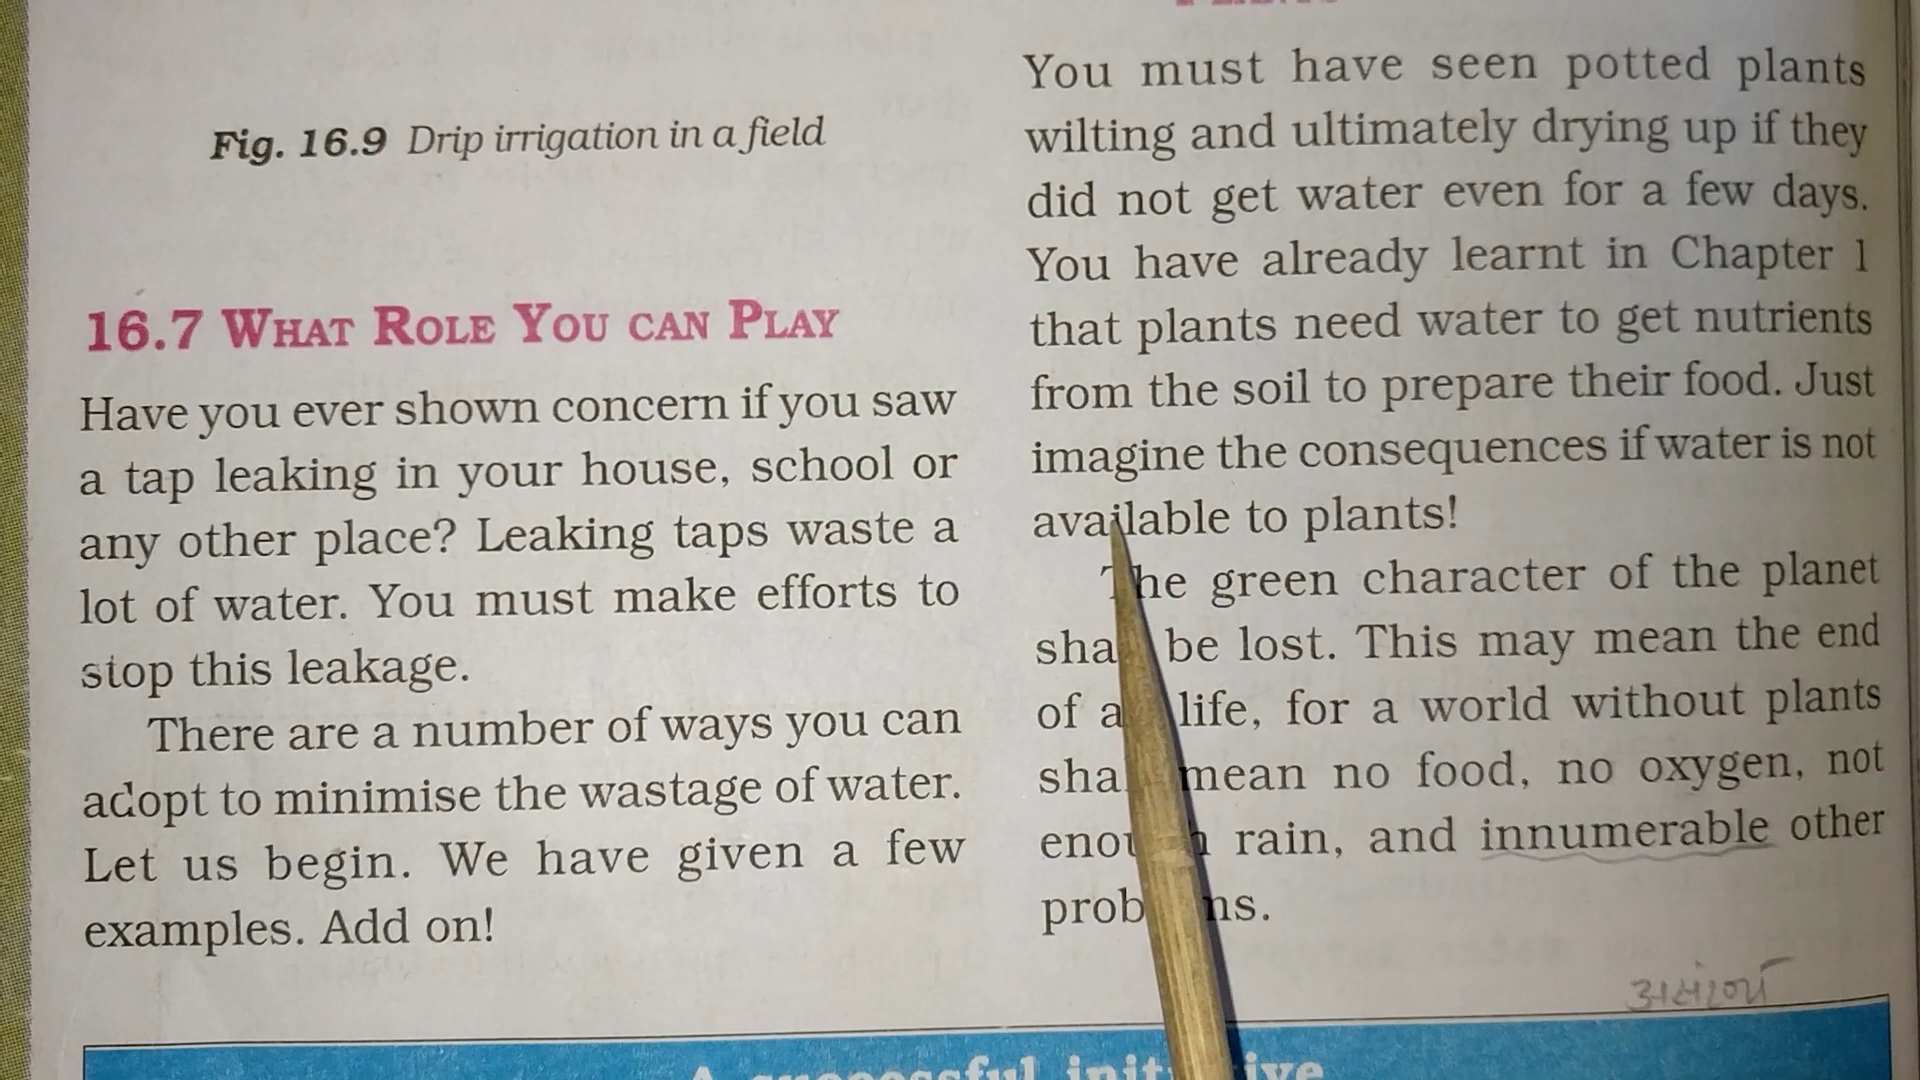 Fig. 16.9 Drip irrigation in a field
16.7 WHAT ROLE YOU CAN PLAY
Have you ever shown concern if you saw
a tap leaking in your house, school or
any other place? Leaking taps waste a
lot of water. You must make efforts to
stop this leakage.
There are a number of ways you can
adopt to minimise the wastage of water.
Let us begin. We have given a few
examples. Add on!
You must have seen potted plants
wilting and ultimately drying up if they
did not get water even for a few days.
You have already learnt in Chapter 1
that plants need water to get nutrients
from the soil to prepare their food. Just
imagine the consequences if water is not
available to plants!
The green character of the planet
shall be lost. This may mean the end
of all life, for a world without plants
shall mean no food, no oxygen, not
enough rain, and innumerable other
problems.
A successful initiative